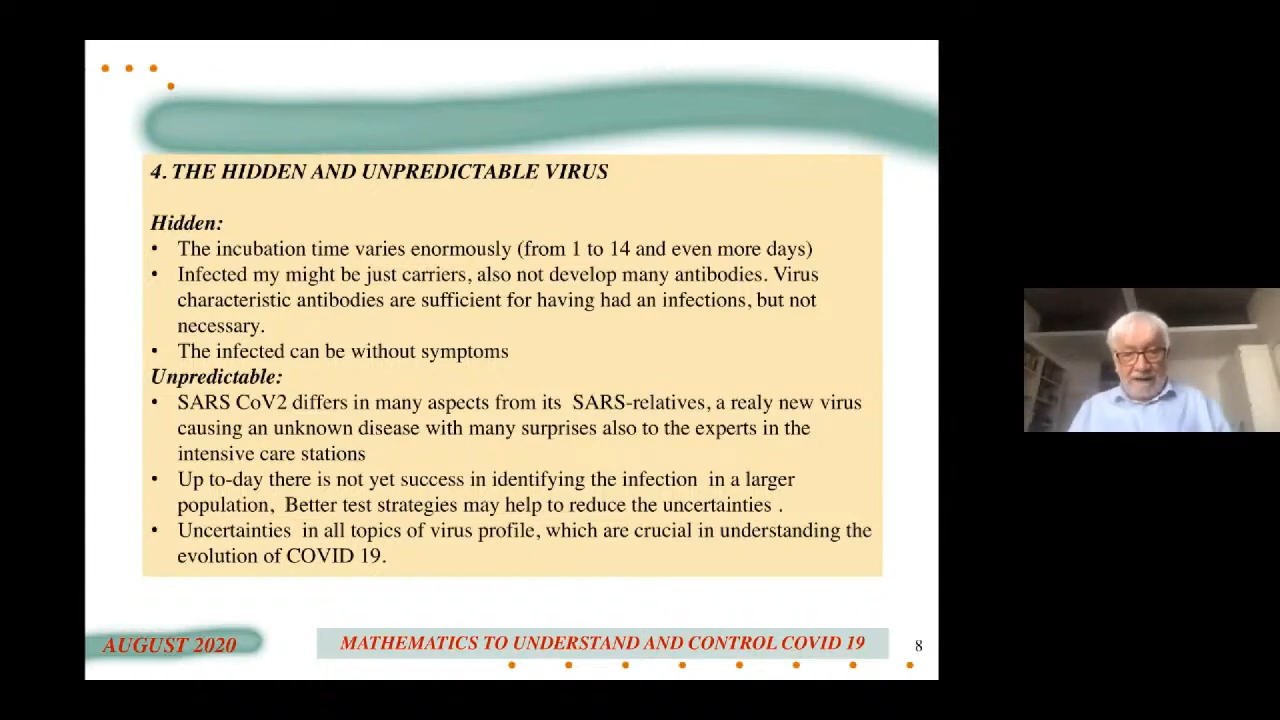 4. THE HIDDEN AND UNPREDICTABLE VIRUS
Hidden:
• The incubation time varies enormously (from 1 to 14 and even more days)
• Infected my might be just carriers, also not develop many antibodies. Virus
characteristic antibodies are sufficient for having had an infections, but not
necessary.
• The infected can be without symptoms
Unpredictable:
• SARS CoV2 differs in many aspects from its SARS-relatives, a realy new virus
causing an unknown disease with many surprises also to the experts in the
intensive care stations
• Up to-day there is not yet success in identifying the infection in a larger
population, Better test strategies may help to reduce the uncertainties .
• Uncertainties in all topics of virus profile, which are crucial in understanding the
evolution of COVID 19.
AUGUST 2020
MATHEMATICS TO UNDERSTAND AND CONTROL COVID 19
8